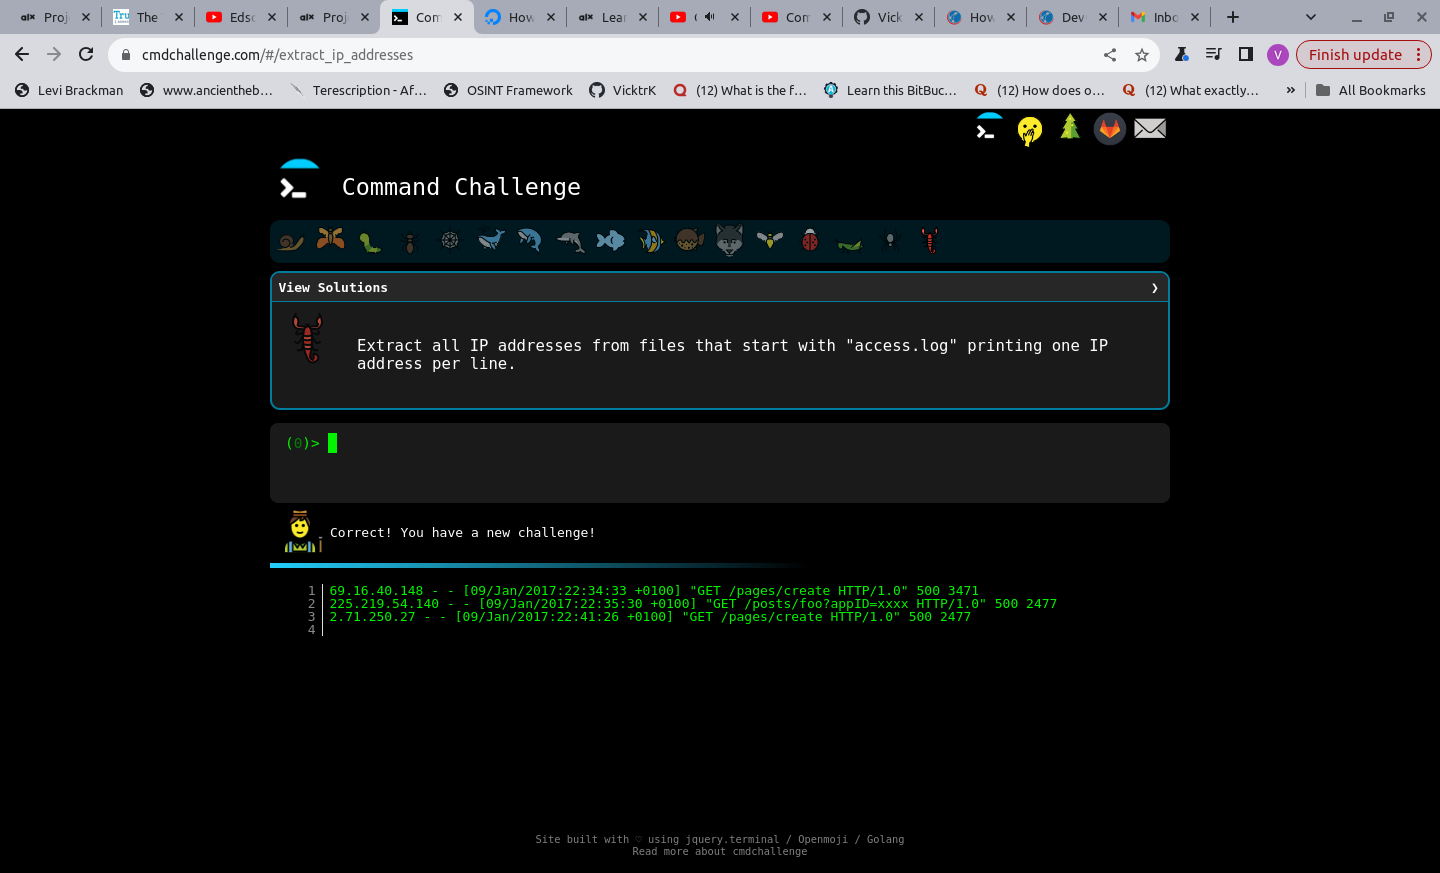 Proj
The
Edsc
Proj
Com
How
Lear
Con
Vick
How
Dev
Inbo
cmdchallenge.com/#/extract_ip_addresses
Finish update
Levi Brackman
www.ancientheb…
Terescription - Af…
OSINT Framework
VicktrK
(12) What is the f…
Learn this BitBuc…
(12) How does o…
(12) What exactly…
»
All Bookmarks
Command Challenge
View Solutions ❯
Extract all IP addresses from files that start with "access.log" printing one IP
address per line.
(0)>
Correct! You have a new challenge!
1 69.16.40.148 - - [09/Jan/2017:22:34:33 +0100] "GET /pages/create HTTP/1.0" 500 3471
2 225.219.54.140 - - [09/Jan/2017:22:35:30 +0100] "GET /posts/foo?appID=xxxx HTTP/1.0" 500 2477
3 2.71.250.27 - - [09/Jan/2017:22:41:26 +0100] "GET /pages/create HTTP/1.0" 500 2477
4
Site built with ♡ using jquery.terminal / Openmoji / Golang
Read more about cmdchallenge